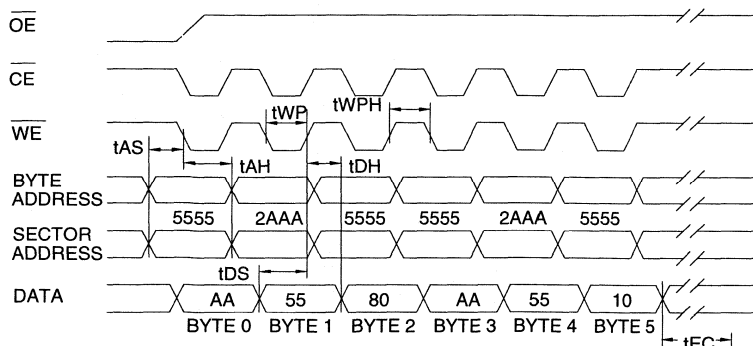 OE
CE
tWP tWPH
WE
tAS
tAH tDH
BYTE
ADDRESS
5555 2AAA 5555 5555 2AAA 5555
SECTOR
ADDRESS
tDS
DATA AA 55 80 AA 55 10
BYTE 0 BYTE 1 BYTE 2 BYTE 3 BYTE 4 BYTE 5
tEC